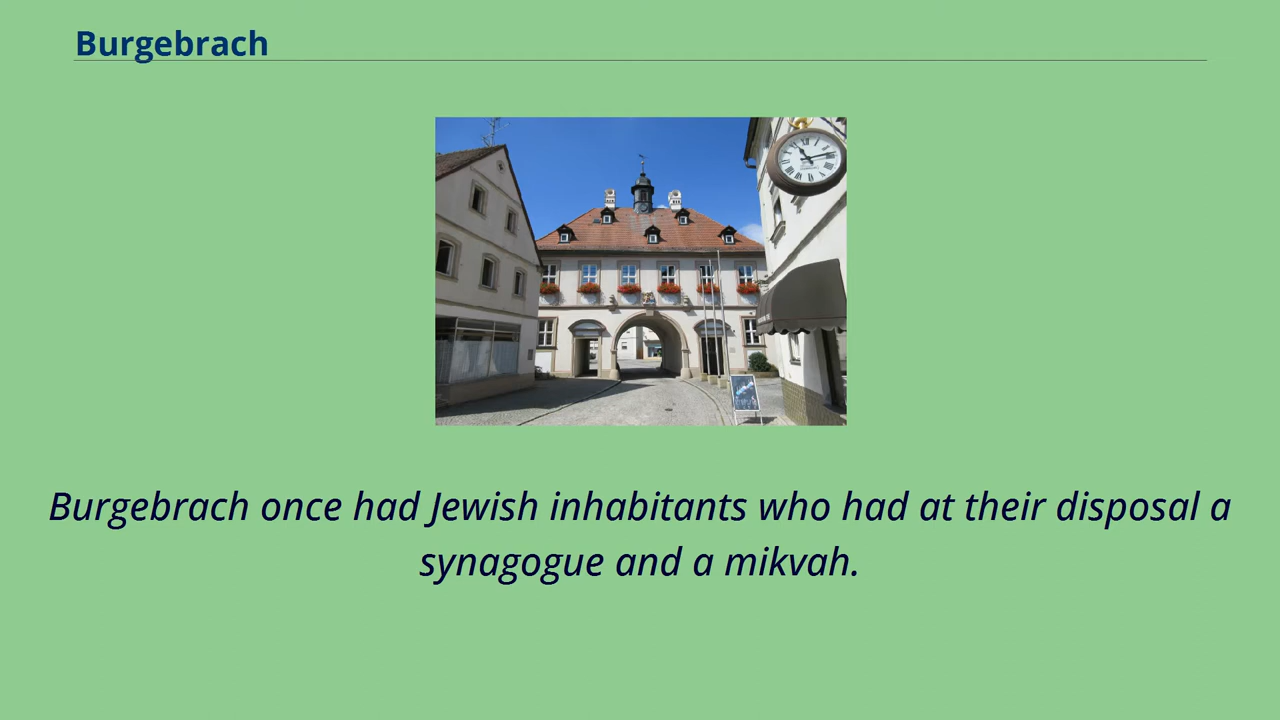 Burgebrach
Burgebrach once had Jewish inhabitants who had at their disposal a
synagogue and a mikvah.